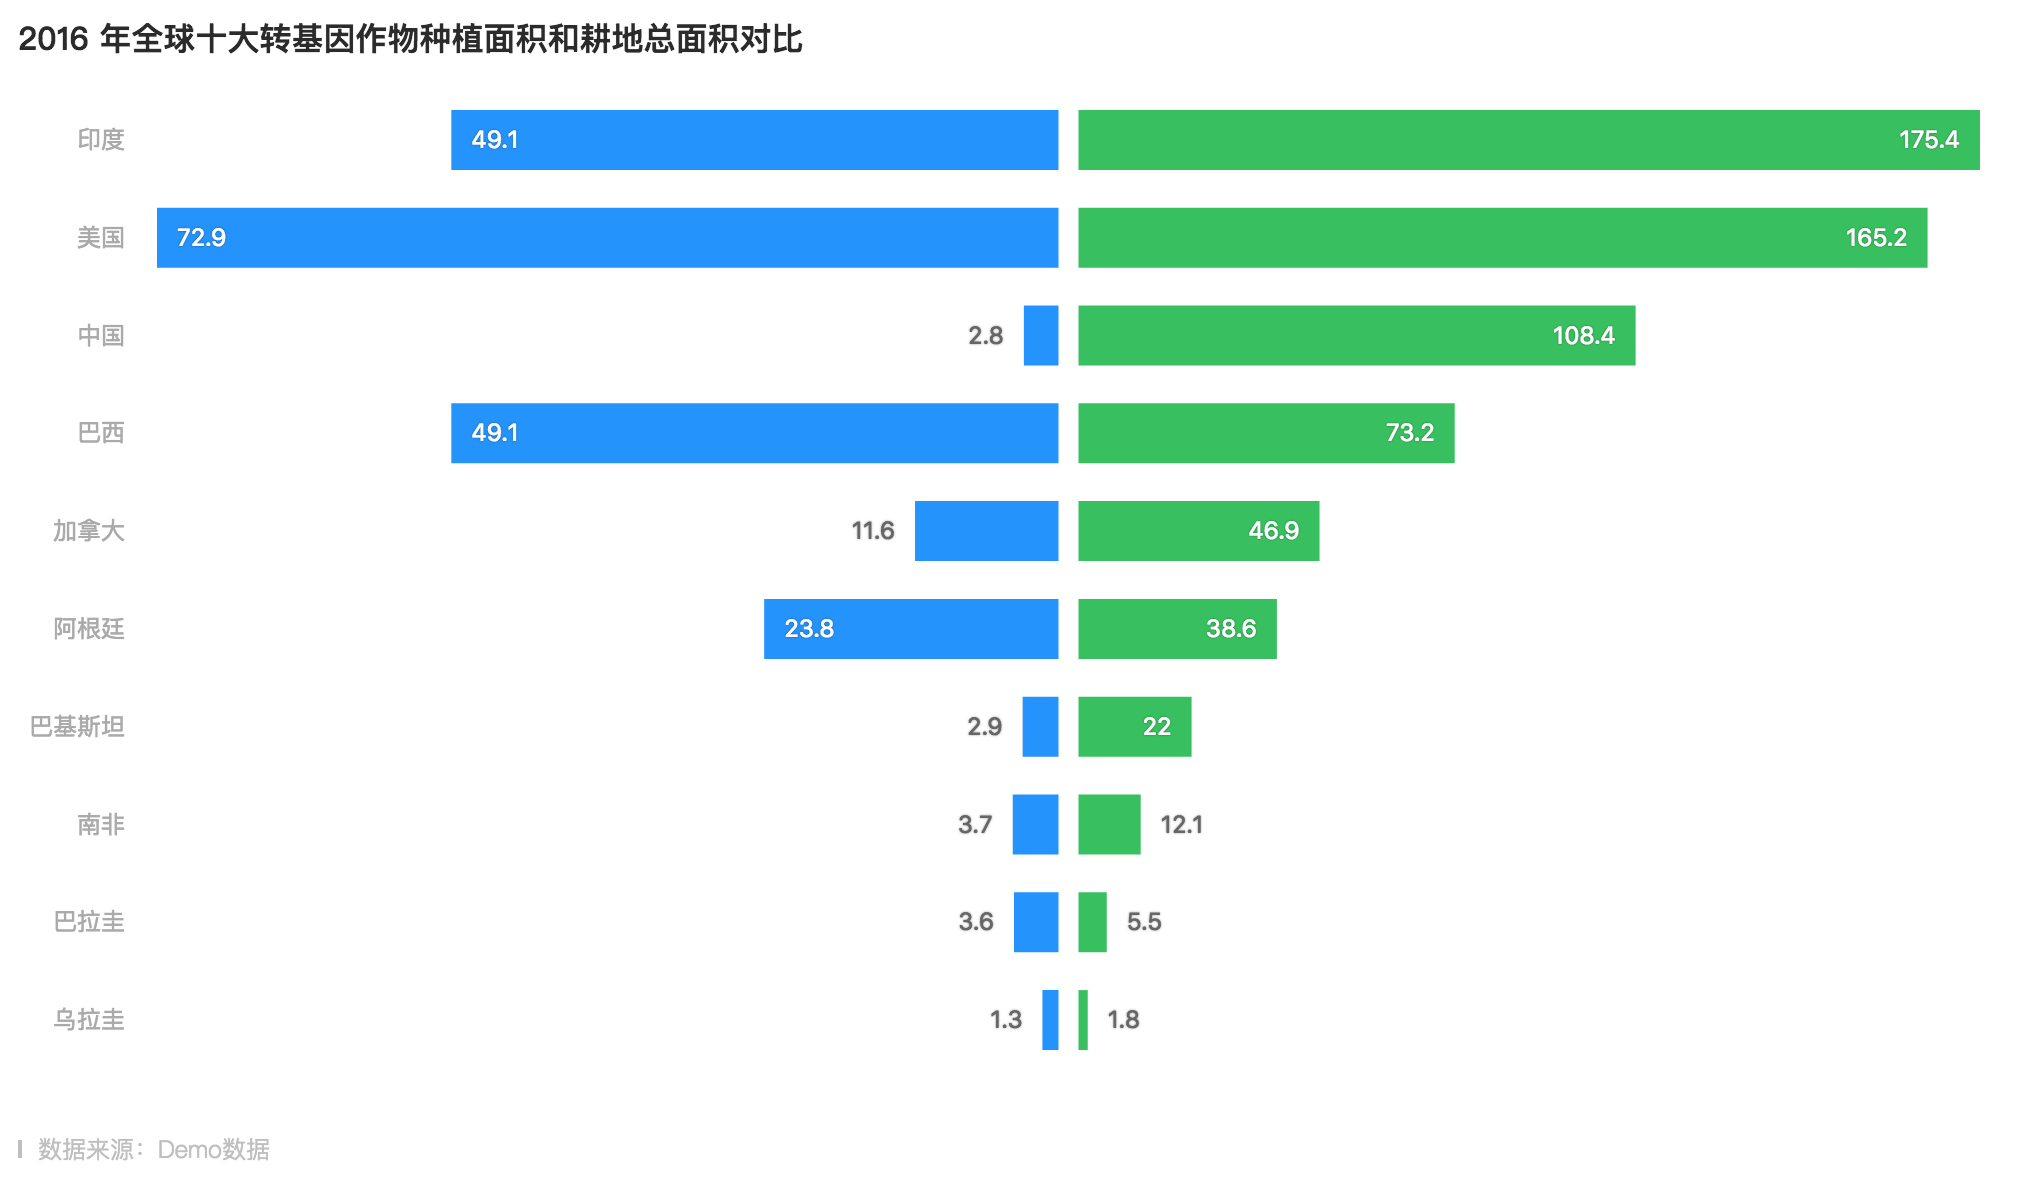 2016 年全球十大转基因作物种植面积和耕地总面积对比
印度 49.1 175.4
美国 72.9 165.2
中国 2.8 108.4
巴西 49.1 73.2
加拿大 11.6 46.9
阿根廷 23.8 38.6
巴基斯坦 2.9 22
南非 3.7 12.1
巴拉圭 3.6 5.5
乌拉圭 1.3 1.8
数据来源：Demo数据